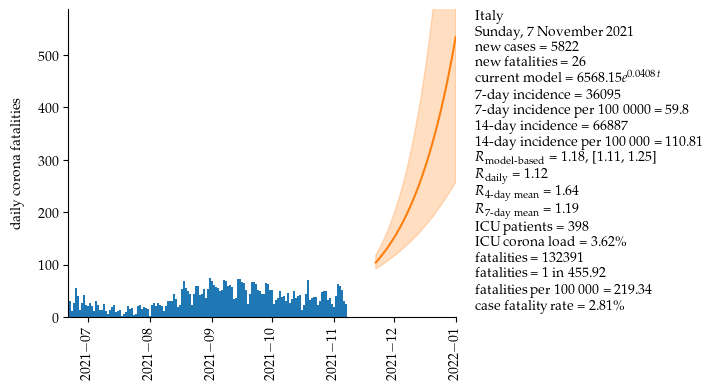 Italy
Sunday, 7 November 2021
new cases = 5822
new fatalities = 26
current model = 6568.15e^0.0408 t
7-day incidence = 36095
7-day incidence per 100 0000 = 59.8
14-day incidence = 66887
14-day incidence per 100 000 = 110.81
R_model-based = 1.18, [1.11, 1.25]
R_daily = 1.12
R_4-day mean = 1.64
R_7-day mean = 1.19
ICU patients = 398
ICU corona load = 3.62%
fatalities = 132391
fatalities = 1 in 455.92
fatalities per 100 000 = 219.34
case fatality rate = 2.81%
daily corona fatalities
500
400
300
200
100
0
2021−07
2021−08
2021−09
2021−10
2021−11
2021−12
2022−01